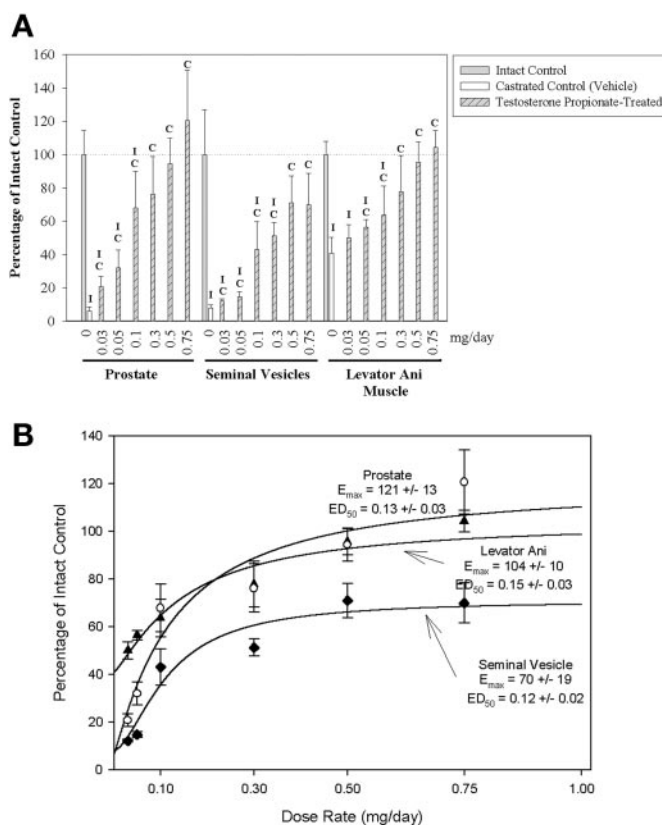 A
Percentage of Intact Control
160
140
120
100
80
60
40
20
0
Intact Control
Castrated Control (Vehicle)
Testosterone Propionate-Treated
I I C I C I C C C C
I I C I C I C I C C C
I I I I C C C C
0 0.03 0.05 0.1 0.3 0.5 0.75
0 0.03 0.05 0.1 0.3 0.5 0.75
0 0.03 0.05 0.1 0.3 0.5 0.75
mg/day
Prostate Seminal Vesicles Levator Ani
Muscle
B
Percentage of Intact Control
140
120
100
80
60
40
20
0
Prostate
Emax = 121 +/- 13
ED50 = 0.13 +/- 0.03
Levator Ani
Emax = 104 +/- 10
ED50 = 0.15 +/- 0.03
Seminal Vesicle
Emax = 70 +/- 19
ED50 = 0.12 +/- 0.02
0.10 0.30 0.50 0.75 1.00
Dose Rate (mg/day)